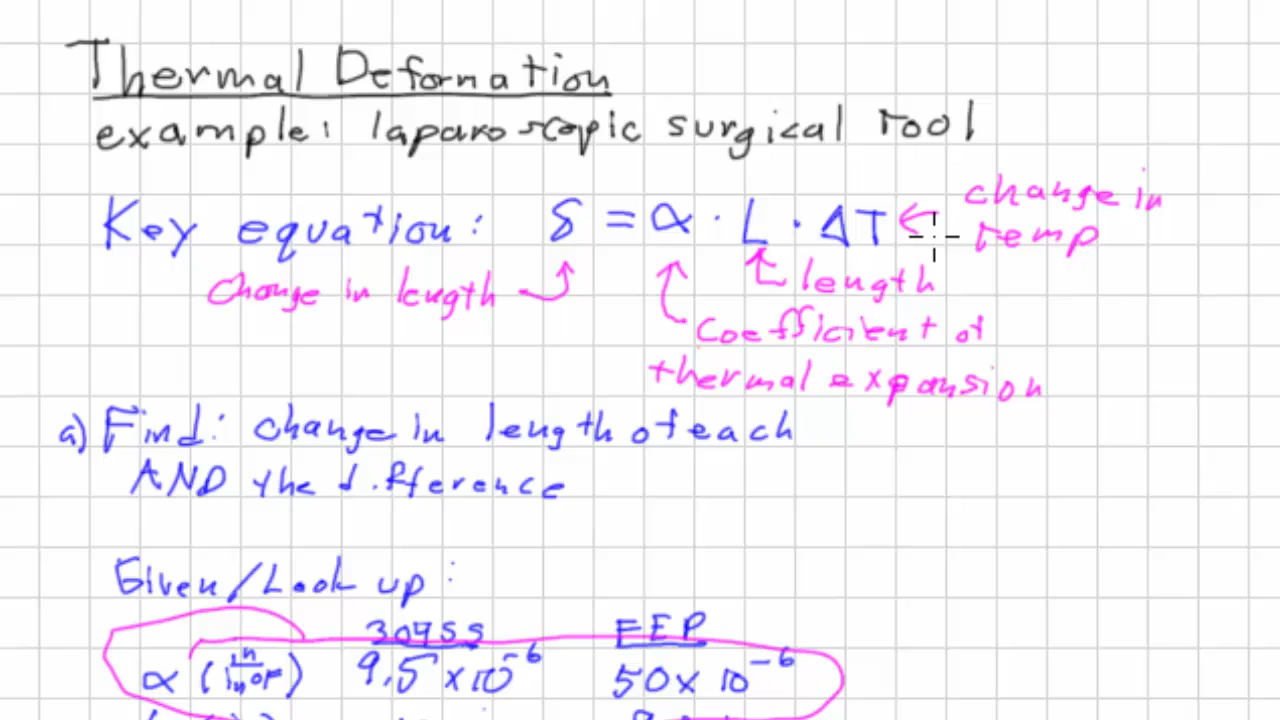 Thermal Defornation
example: laparoscopic surgical tool
Key equation: δ = α · L · ΔT
change in
temp
change in length
length
coefficient of
thermal expansion
a) Find: change in length of each
AND the difference
Given/Look up:
304SS FEP
α (in/in°F) 9.5 x 10⁻⁶ 50 x 10⁻⁶